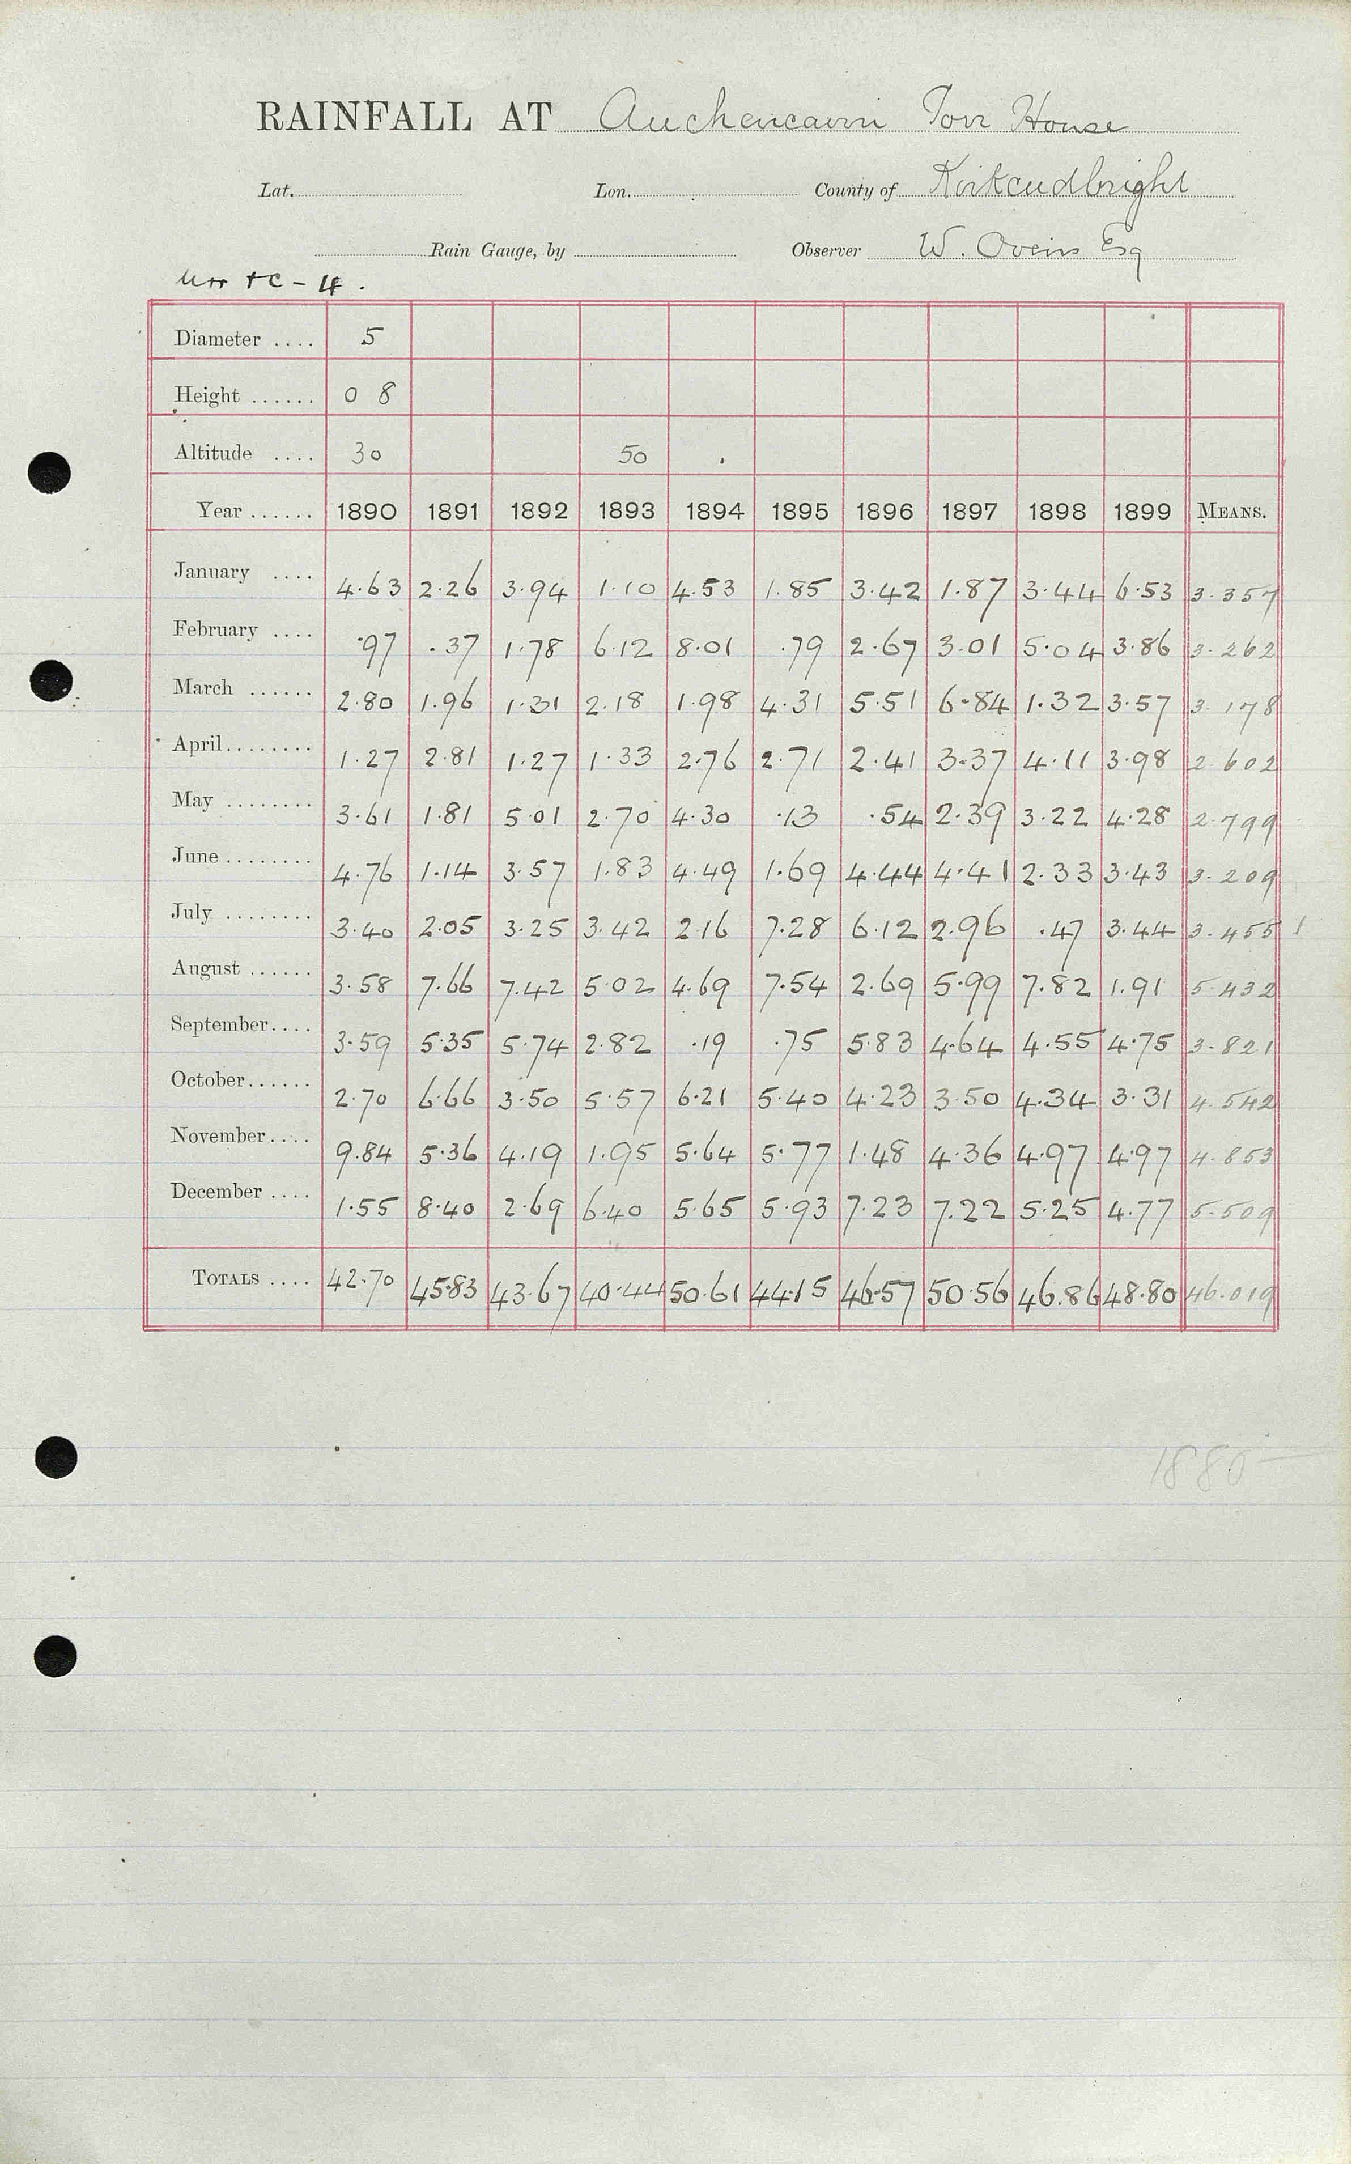 RAINFALL AT Auchencairn Torr House
Lat. Lon. County of Kirkcudbright
Rain Gauge, by Observer W. Ovens Esq
- 4.
Diameter .... 5
Height ...... 0 8
Altitude .... 30 50
Year ...... 1890 1891 1892 1893 1894 1895 1896 1897 1898 1899 MEANS.
January .... 4.63 2.26 3.94 1.10 4.53 1.85 3.42 1.87 3.44 6.53 3.357
February .... .97 .37 1.78 6.12 8.01 .79 2.67 3.01 5.04 3.86 3.262
March ...... 2.80 1.96 1.31 2.18 1.98 4.31 5.51 6.84 1.32 3.57 3.178
April........ 1.27 2.81 1.27 1.33 2.76 2.71 2.41 3.37 4.11 3.98 2.602
May ........ 3.61 1.81 5.01 2.70 4.30 .13 .54 2.39 3.22 4.28 2.799
June ........ 4.76 1.14 3.57 1.83 4.49 1.69 4.44 4.41 2.33 3.43 3.209
July ........ 3.40 2.05 3.25 3.42 2.16 7.28 6.12 2.96 .47 3.44 3.455 1
August ...... 3.58 7.66 7.42 5.02 4.69 7.54 2.69 5.99 7.82 1.91 5.432
September.... 3.59 5.35 5.74 2.82 .19 .75 5.83 4.64 4.55 4.75 3.821
October...... 2.70 6.66 3.50 5.57 6.21 5.40 4.23 3.50 4.34 3.31 4.542
November.... 9.84 5.36 4.19 1.95 5.64 5.77 1.48 4.36 4.97 4.97 4.853
December .... 1.55 8.40 2.69 6.40 5.65 5.93 7.23 7.22 5.25 4.77 5.509
TOTALS .... 42.70 45.83 43.67 40.44 50.61 44.15 46.57 50.56 46.86 48.80 46.019
1880-